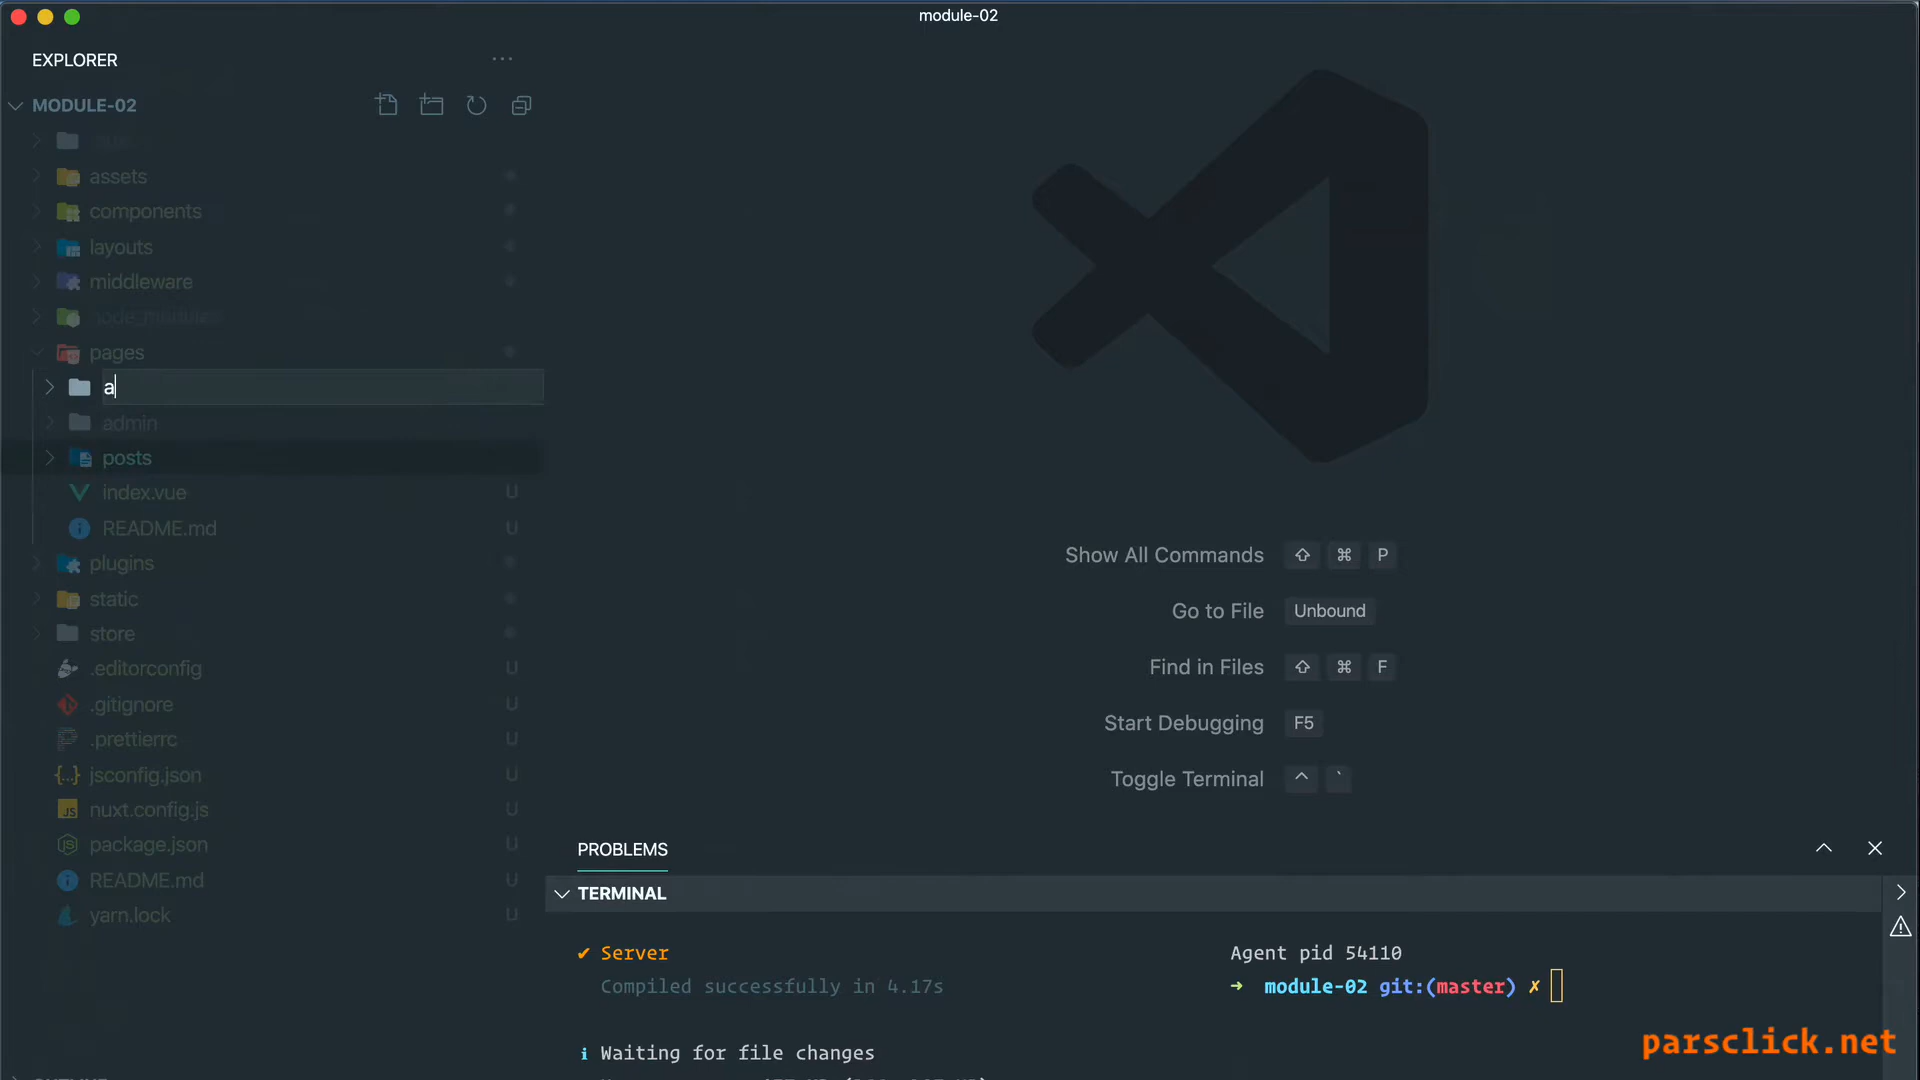 module-02
EXPLORER
MODULE-02
assets
components
layouts
middleware
node_modules
pages
a
admin
posts
index.vue U
README.md U
plugins
static
store
.editorconfig U
.gitignore U
.prettierrc U
jsconfig.json U
nuxt.config.js U
package.json U
README.md U
yarn.lock U
Show All Commands ⇧ ⌘ P
Go to File Unbound
Find in Files ⇧ ⌘ F
Start Debugging F5
Toggle Terminal ^ `
PROBLEMS
TERMINAL
✔ Server
Compiled successfully in 4.17s
ℹ Waiting for file changes
Agent pid 54110
➜ module-02 git:(master) ✗
parsclick.net